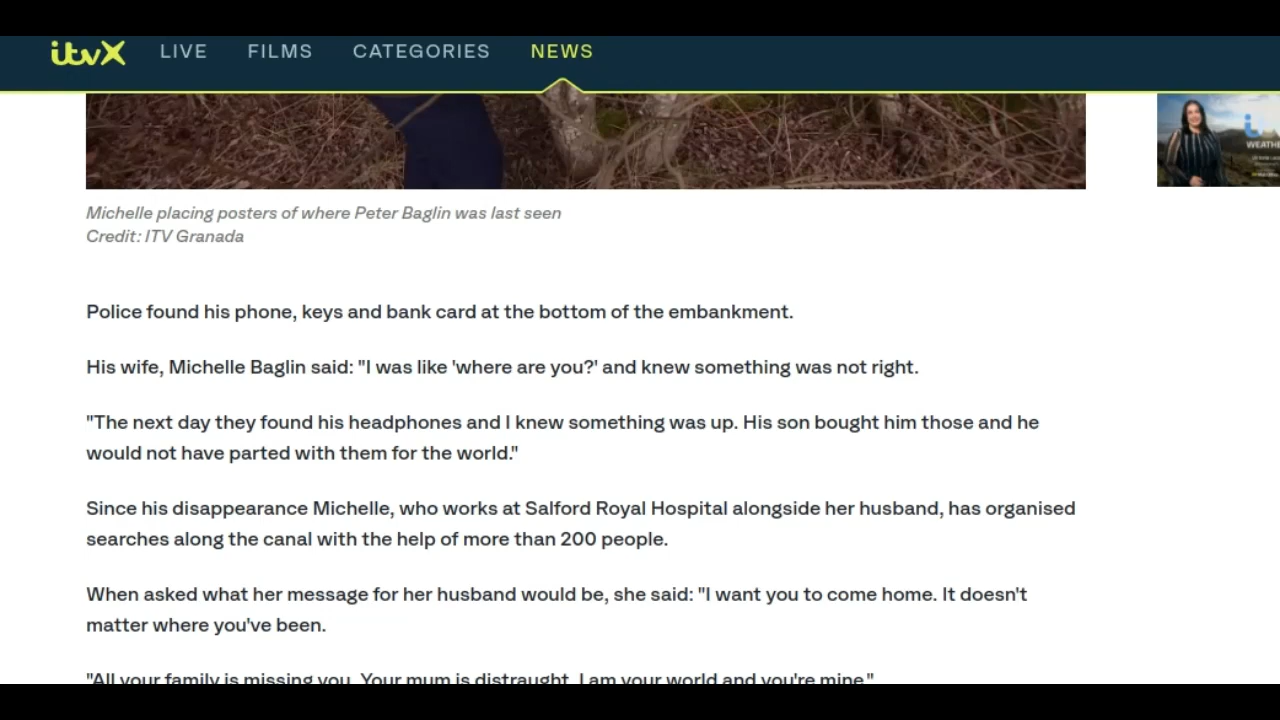 itvX LIVE FILMS CATEGORIES NEWS
WEATHE
Michelle placing posters of where Peter Baglin was last seen
Credit: ITV Granada
Police found his phone, keys and bank card at the bottom of the embankment.
His wife, Michelle Baglin said: "I was like 'where are you?' and knew something was not right.
"The next day they found his headphones and I knew something was up. His son bought him those and he
would not have parted with them for the world."
Since his disappearance Michelle, who works at Salford Royal Hospital alongside her husband, has organised
searches along the canal with the help of more than 200 people.
When asked what her message for her husband would be, she said: "I want you to come home. It doesn't
matter where you've been.
"All your family is missing you. Your mum is distraught. I am your world and you're mine."